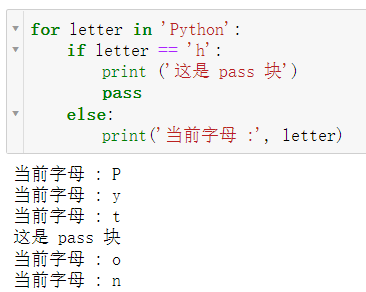 for letter in 'Python':
    if letter == 'h':
        print ('这是 pass 块')
        pass
    else:
        print('当前字母 :', letter)
当前字母 : P
当前字母 : y
当前字母 : t
这是 pass 块
当前字母 : o
当前字母 : n